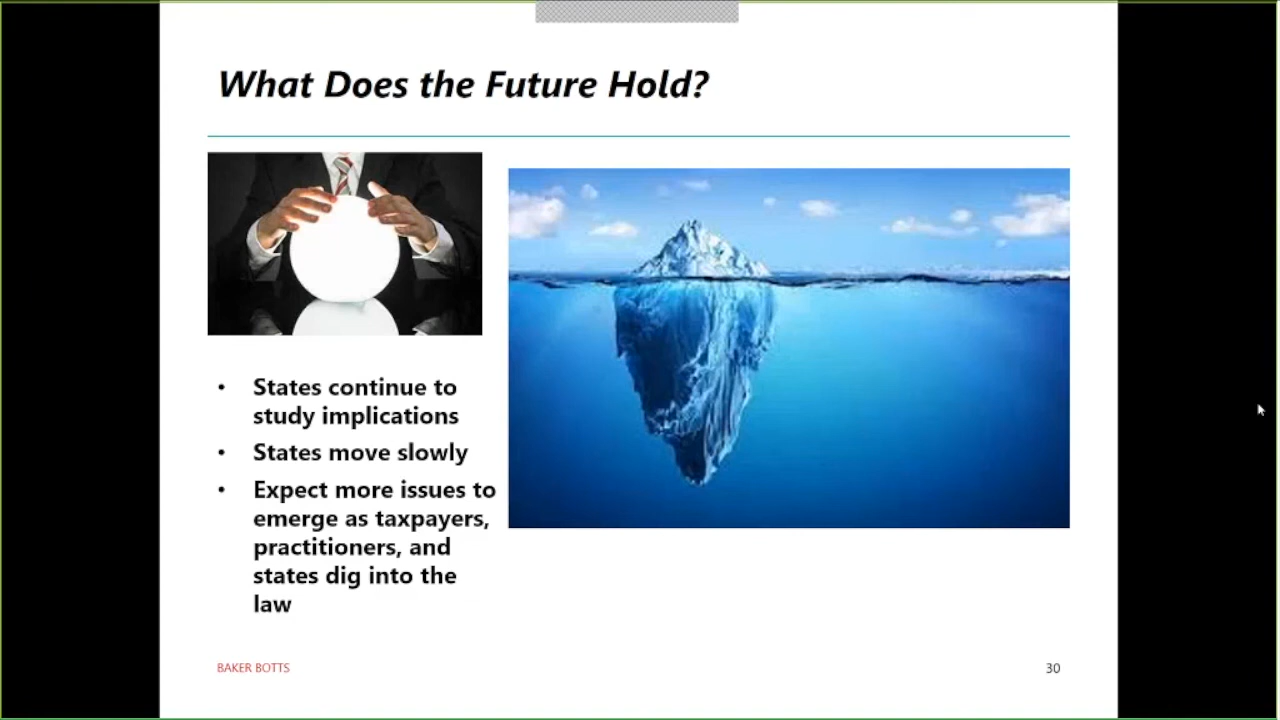 What Does the Future Hold?
• States continue to
study implications
• States move slowly
• Expect more issues to
emerge as taxpayers,
practitioners, and
states dig into the
law
BAKER BOTTS
30